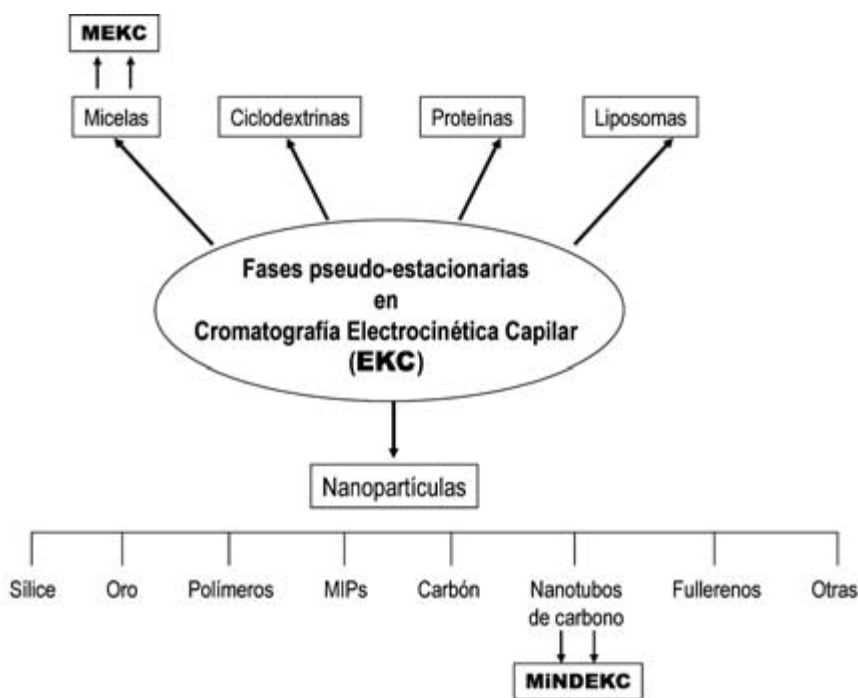 MEKC
Micelas
Ciclodextrinas
Proteínas
Liposomas
Fases pseudo-estacionarias
en
Cromatografía Electrocinética Capilar
(EKC)
Nanopartículas
Sílice
Oro
Polímeros
MIPs
Carbón
Nanotubos
de carbono
Fullerenos
Otras
MiNDEKC